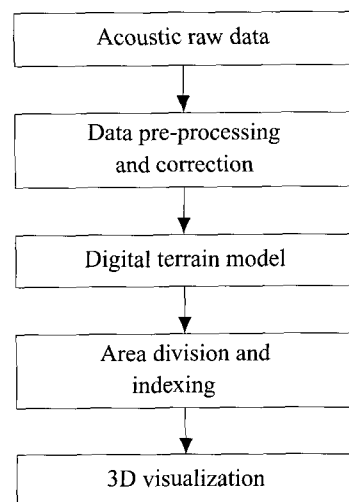 Acoustic raw data
Data pre-processing
and correction
Digital terrain model
Area division and
indexing
3D visualization